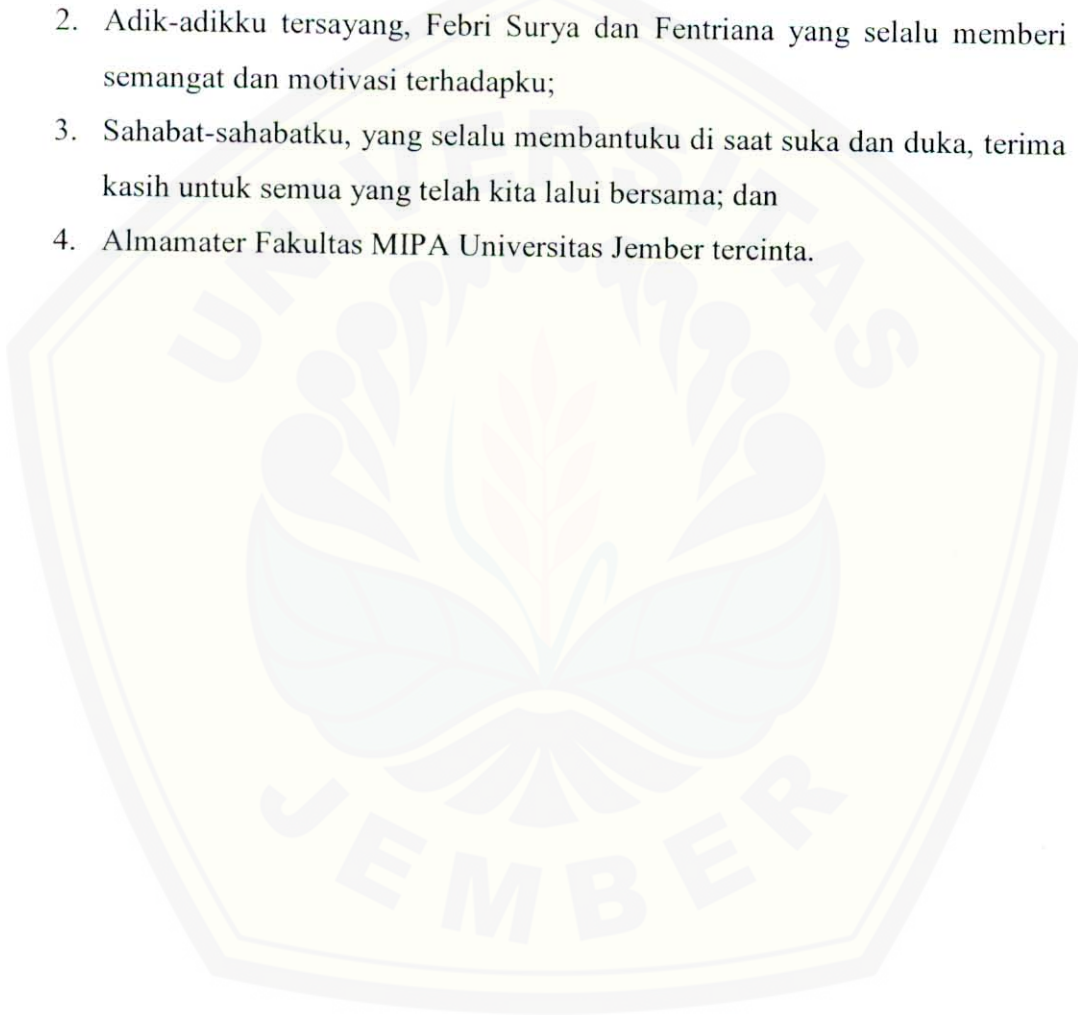 2. Adik-adikku tersayang, Febri Surya dan Fentriana yang selalu memberi
semangat dan motivasi terhadapku;
3. Sahabat-sahabatku, yang selalu membantuku di saat suka dan duka, terima
kasih untuk semua yang telah kita lalui bersama; dan
4. Almamater Fakultas MIPA Universitas Jember tercinta.
UNIVERSITAS
JEMBER